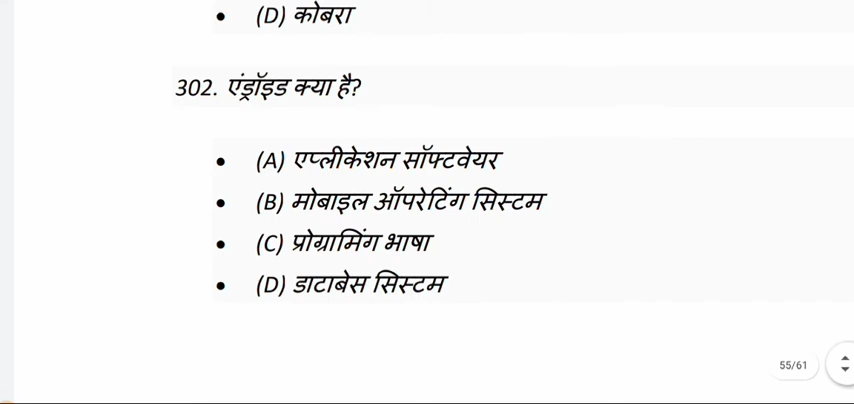 • (D) कोबरा
302. एंड्रॉइड क्या है?
• (A) एप्लीकेशन सॉफ्टवेयर
• (B) मोबाइल ऑपरेटिंग सिस्टम
• (C) प्रोग्रामिंग भाषा
• (D) डाटाबेस सिस्टम
55/61